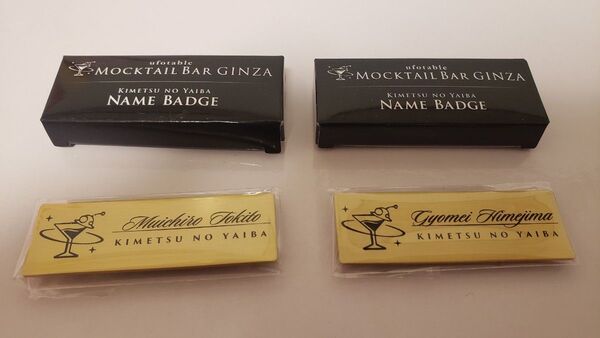 ufotable
MOCKTAIL BAR GINZA
KIMETSU NO YAIBA
NAME BADGE
ufotable
MOCKTAIL BAR GINZA
KIMETSU NO YAIBA
NAME BADGE
Muichiro Tokito
KIMETSU NO YAIBA
Gyomei Himejima
KIMETSU NO YAIBA